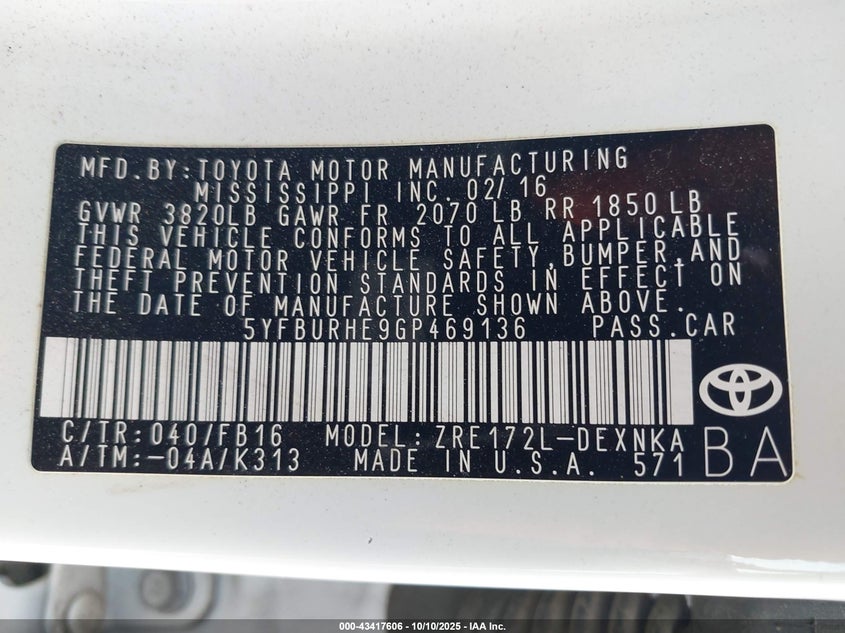 MFD.BY:TOYOTA MOTOR MANUFACTURING
MISSISSIPPI INC. 02/16
GVWR 3820LB GAWR FR 2070 LB RR 1850 LB
THIS VEHICLE CONFORMS TO ALL APPLICABLE
FEDERAL MOTOR VEHICLE SAFETY,BUMPER,AND
THEFT PREVENTION STANDARDS IN EFFECT ON
THE DATE OF MANUFACTURE SHOWN ABOVE.
5YFBURHE9GP469136 PASS.CAR
C/TR:040/FB16 MODEL:ZRE172L-DEXNKA
A/TM:-04A/K313 MADE IN U.S.A. 571
BA
000-43417606 - 10/10/2025 - IAA Inc.